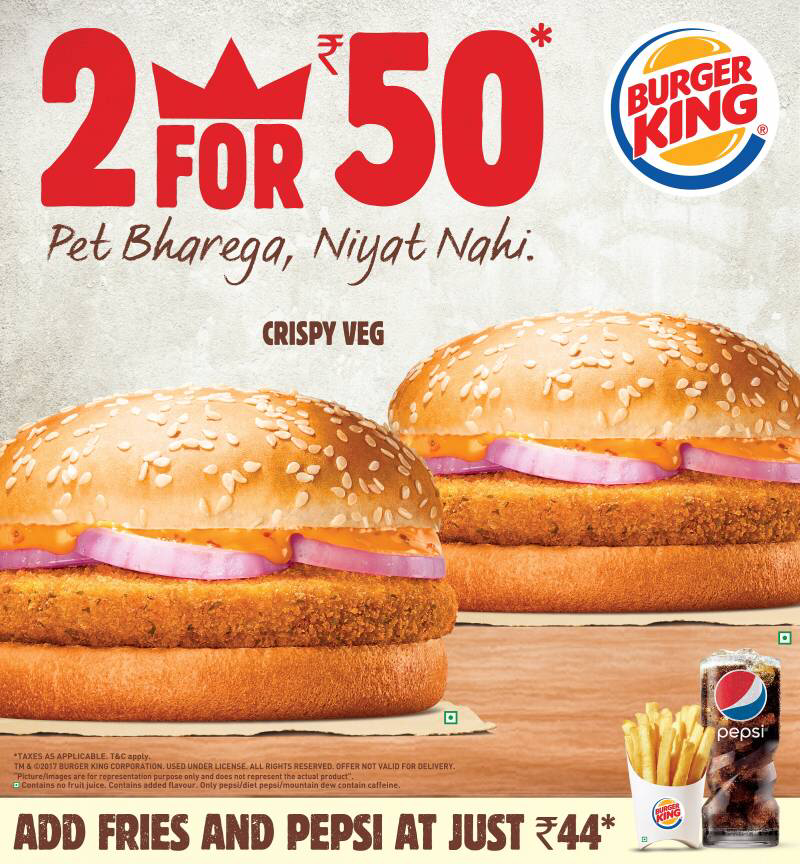 2 FOR ₹50*
BURGER
KING®
Pet Bharega, Niyat Nahi.
CRISPY VEG
pepsi
*TAXES AS APPLICABLE. T&C apply.
TM & ©2017 BURGER KING CORPORATION. USED UNDER LICENSE. ALL RIGHTS RESERVED. OFFER NOT VALID FOR DELIVERY.
"Picture/Images are for representation purpose only and does not represent the actual product".
Contains no fruit juice. Contains added flavour. Only pepsi/diet pepsi/mountain dew contain caffeine.
BURGER
KING
ADD FRIES AND PEPSI AT JUST ₹44*